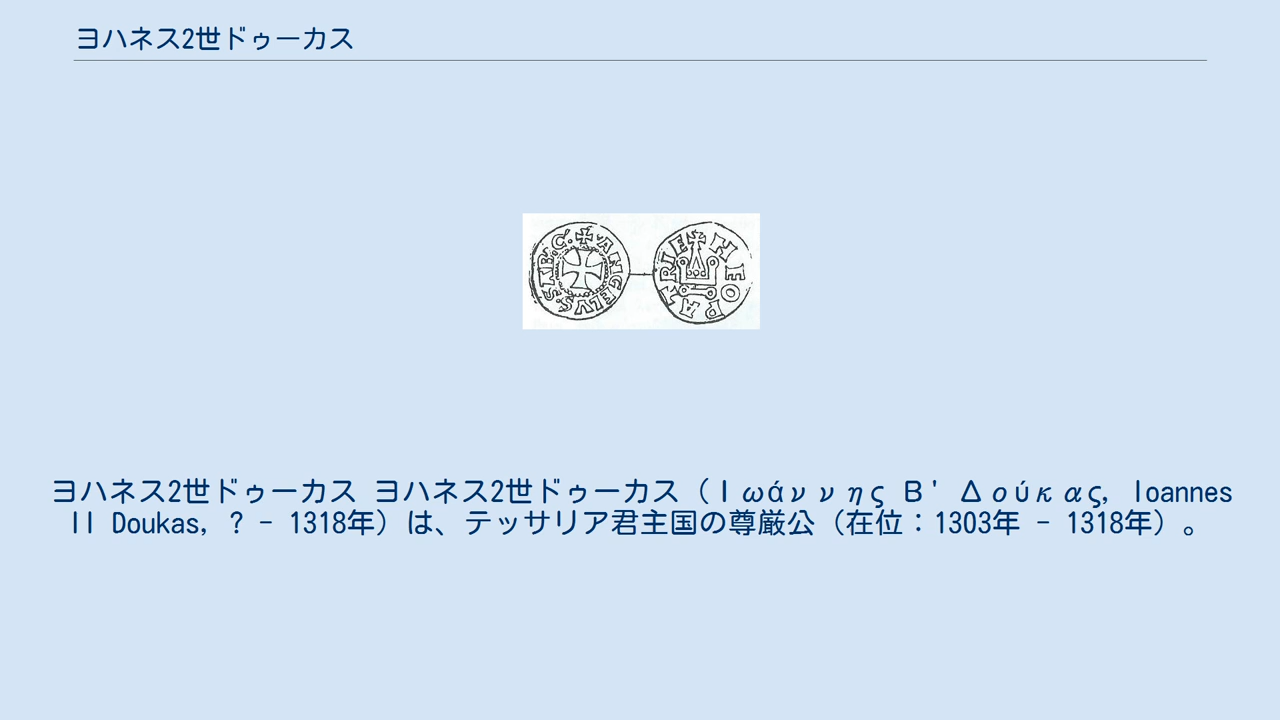 ヨハネス2世ドゥーカス
ANGELVS.SAB.C.
NEOPATRIE
ヨハネス2世ドゥーカス ヨハネス2世ドゥーカス（Ιωάννης Β' Δούκας, Ioannes
II Doukas, ? - 1318年）は、テッサリア君主国の尊厳公（在位：1303年 - 1318年）。